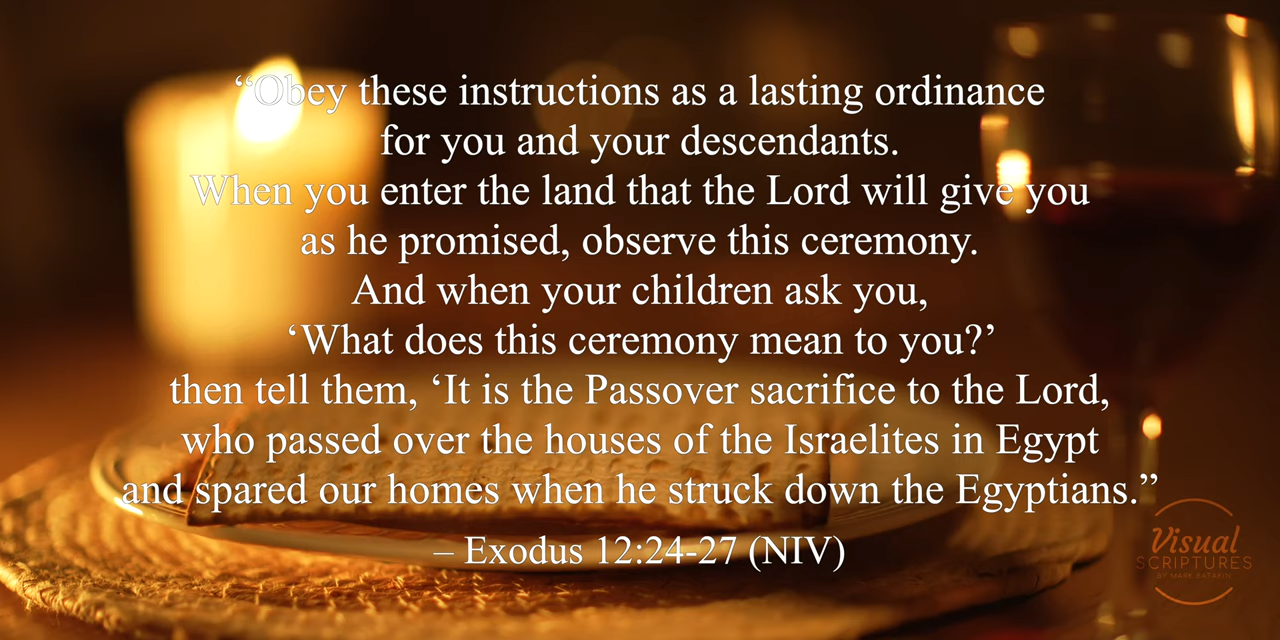 “Obey these instructions as a lasting ordinance
for you and your descendants.
When you enter the land that the Lord will give you
as he promised, observe this ceremony.
And when your children ask you,
‘What does this ceremony mean to you?’
then tell them, ‘It is the Passover sacrifice to the Lord,
who passed over the houses of the Israelites in Egypt
and spared our homes when he struck down the Egyptians.”
– Exodus 12:24-27 (NIV)
Visual
SCRIPTURES
BY MARK